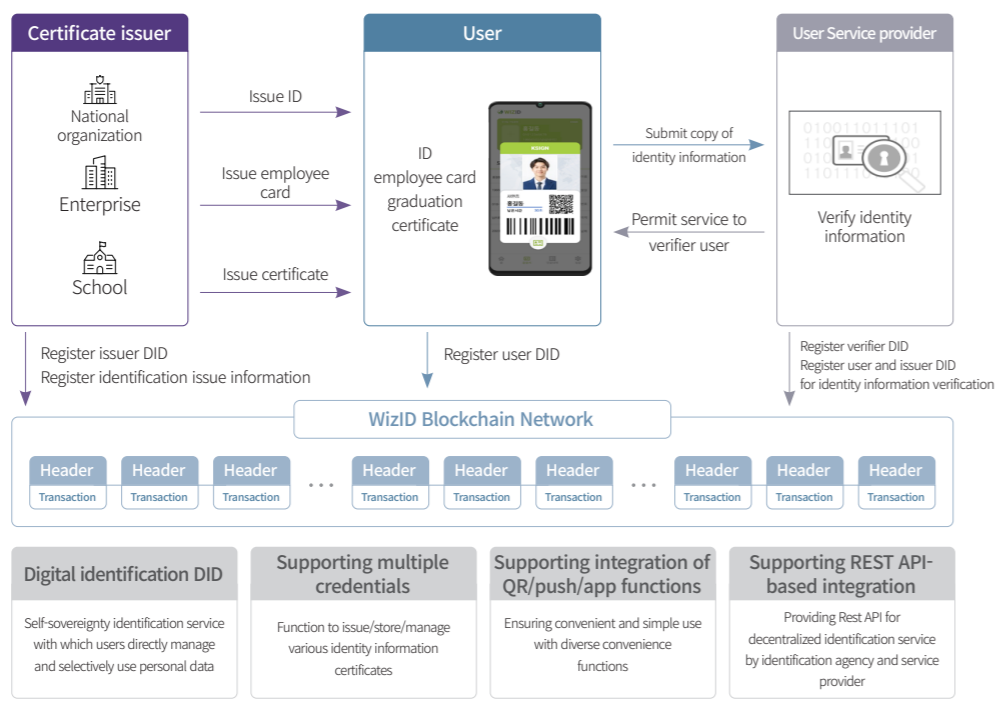 Certificate issuer
National
organization
Enterprise
School
Issue ID
Issue employee
card
Issue certificate
User
ID
employee card
graduation
certificate
Submit copy of
identity information
Permit service to
verifier user
User Service provider
010011011101
Verify identity
information
Register issuer DID
Register identification issue information
Register user DID
Register verifier DID
Register user and issuer DID
for identity information verification
WizID Blockchain Network
Header
Transaction
Header
Transaction
Header
Transaction
...
Header
Transaction
Header
Transaction
Header
Transaction
...
Header
Transaction
Header
Transaction
Header
Transaction
Digital identification DID
Self-sovereignty identification service
with which users directly manage
and selectively use personal data
Supporting multiple
credentials
Function to issue/store/manage
various identity information
certificates
Supporting integration of
QR/push/app functions
Ensuring convenient and simple use
with diverse convenience
functions
Supporting REST API-
based integration
Providing Rest API for
decentralized identification service
by identification agency and service
provider